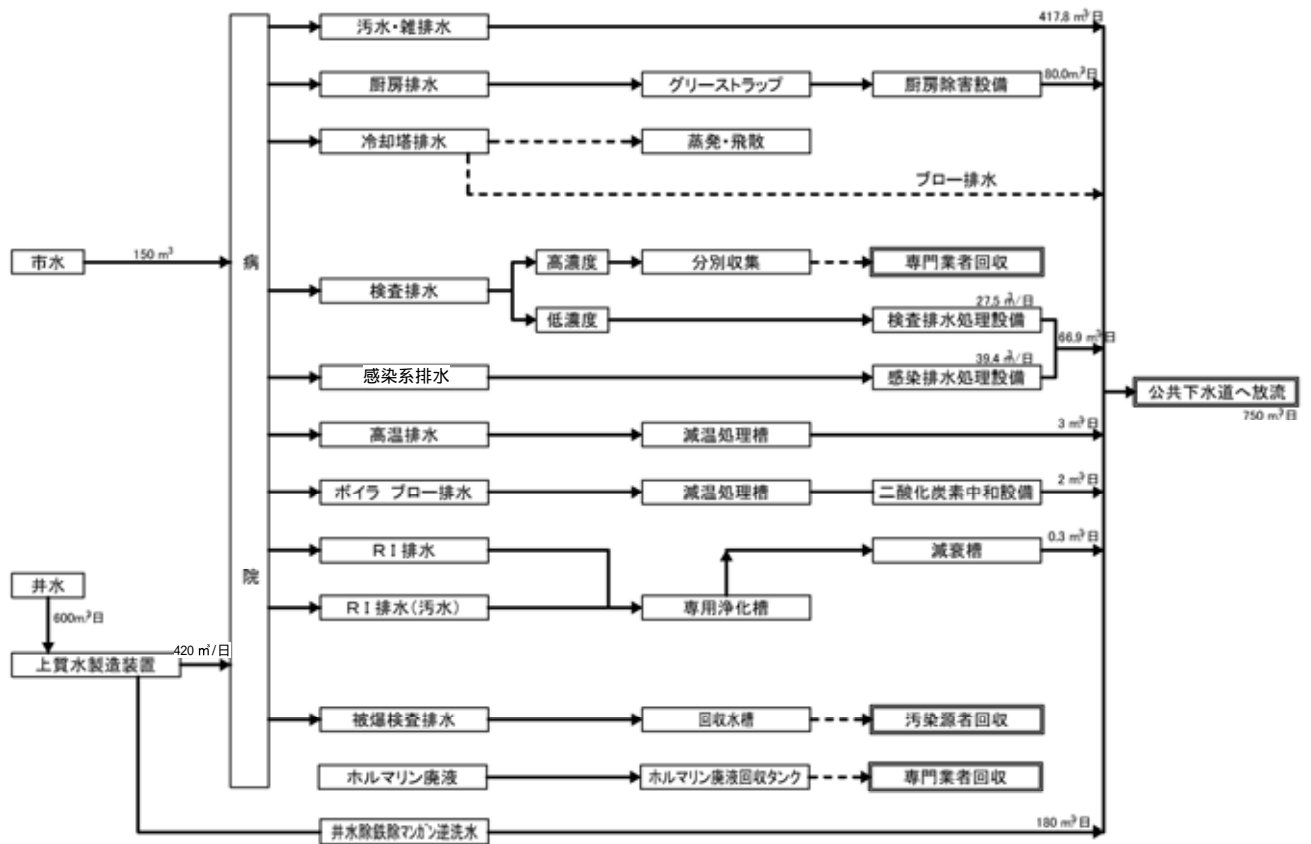 汚水・雑排水
417.8 m³/日
厨房排水
グリーストラップ
厨房除害設備
80.0m³日
冷却塔排水
蒸発・飛散
ブロー排水
市水
150 m³
病
院
検査排水
高濃度
分別収集
専門業者回収
低濃度
27.5 m³/日
検査排水処理設備
66.9 m³日
感染系排水
39.4 m³/日
感染排水処理設備
公共下水道へ放流
750 m³日
高温排水
減温処理槽
3 m³日
ボイラ ブロー排水
減温処理槽
二酸化炭素中和設備
2 m³日
RI排水
減衰槽
0.3 m³日
井水
600m³日
RI排水(汚水)
専用浄化槽
上質水製造装置
420 ㎥/日
被爆検査排水
回収水槽
汚染源者回収
ホルマリン廃液
ホルマリン廃液回収タンク
専門業者回収
井水除鉄除マンガン逆洗水
180 m³日